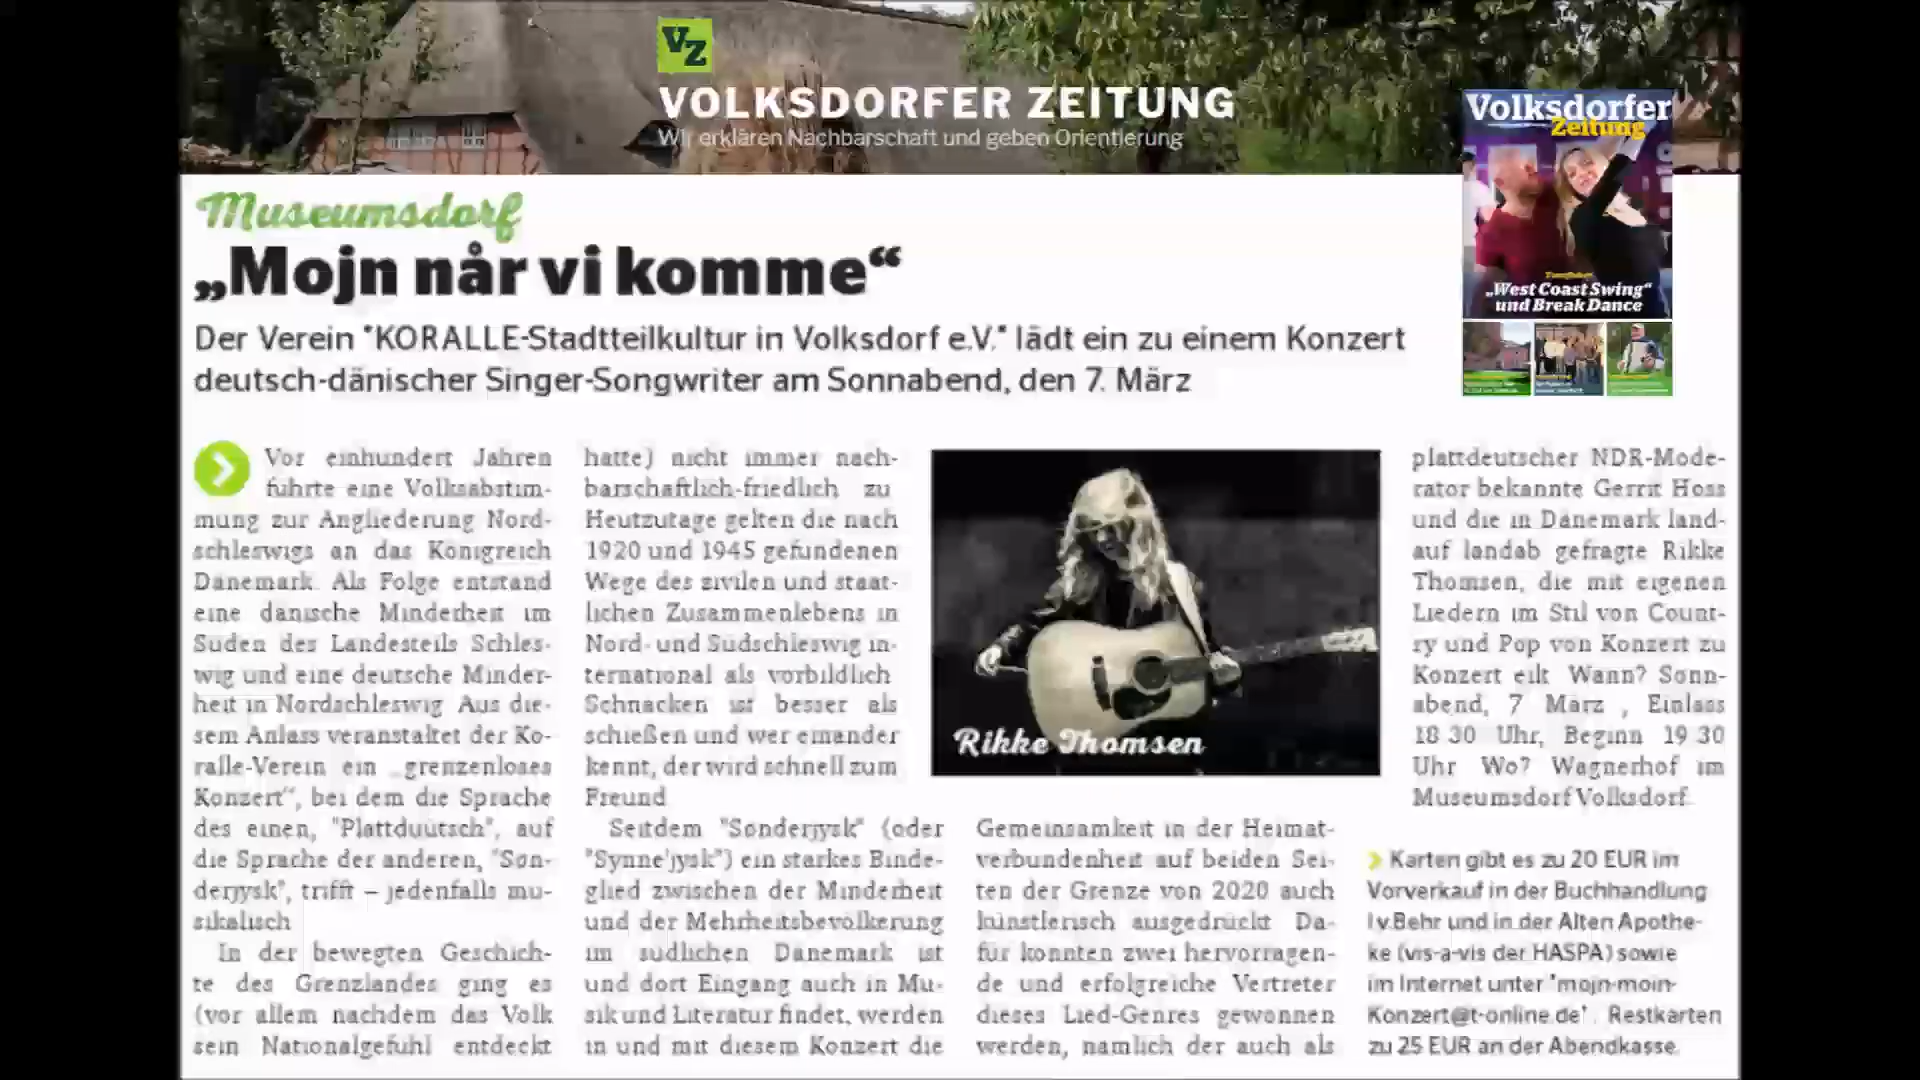 VZ
VOLKSDORFER ZEITUNG
Wir erklären Nachbarschaft und geben Orientierung
Volksdorfer
Zeitung
„West Coast Swing“
und Break Dance
Museumsdorf
„Mojn når vi komme“
Der Verein "KORALLE-Stadtteilkultur in Volksdorf e.V." lädt ein zu einem Konzert
deutsch-dänischer Singer-Songwriter am Sonnabend, den 7. März
Vor einhundert Jahren
führte eine Volksabstim-
mung zur Angliederung Nord-
schleswigs an das Königreich
Dänemark. Als Folge entstand
eine dänische Minderheit im
Süden des Landesteils Schles-
wig und eine deutsche Minder-
heit in Nordschleswig. Aus die-
sem Anlass veranstaltet der Ko-
ralle-Verein ein „grenzenloses
Konzert“, bei dem die Sprache
des einen, "Plattduutsch", auf
die Sprache der anderen, "Søn-
derjysk", trifft – jedenfalls mu-
sikalisch.
In der bewegten Geschich-
te des Grenzlandes ging es
(vor allem nachdem das Volk
sein Nationalgefühl entdeckt
hatte) nicht immer nach-
barschaftlich-friedlich zu.
Heutzutage gelten die nach
1920 und 1945 gefundenen
Wege des zivilen und staat-
lichen Zusammenlebens in
Nord- und Südschleswig in-
ternational als vorbildlich.
Schnacken ist besser als
schießen und wer einander
kennt, der wird schnell zum
Freund.
Seitdem "Sønderjysk" (oder
"Synne'jysk") ein starkes Binde-
glied zwischen der Minderheit
und der Mehrheitsbevölkerung
im südlichen Dänemark ist
und dort Eingang auch in Mu-
sik und Literatur findet, werden
in und mit diesem Konzert die
Rikke Thomsen
Gemeinsamkeit in der Heimat-
verbundenheit auf beiden Sei-
ten der Grenze von 2020 auch
künstlerisch ausgedrückt. Da-
für konnten zwei hervorragen-
de und erfolgreiche Vertreter
dieses Lied-Genres gewonnen
werden, nämlich der auch als
plattdeutscher NDR-Mode-
rator bekannte Gerrit Hoss
und die in Dänemark land-
auf landab gefragte Rikke
Thomsen, die mit eigenen
Liedern im Stil von Count-
ry und Pop von Konzert zu
Konzert eilt. Wann? Sonn-
abend, 7. März , Einlass
18.30 Uhr, Beginn 19.30
Uhr. Wo? Wagnerhof im
Museumsdorf Volksdorf.
Karten gibt es zu 20 EUR im
Vorverkauf in der Buchhandlung
I.v.Behr und in der Alten Apothe-
ke (vis-a-vis der HASPA) sowie
im Internet unter "mojn-moin-
Konzert@t-online.de" . Restkarten
zu 25 EUR an der Abendkasse.